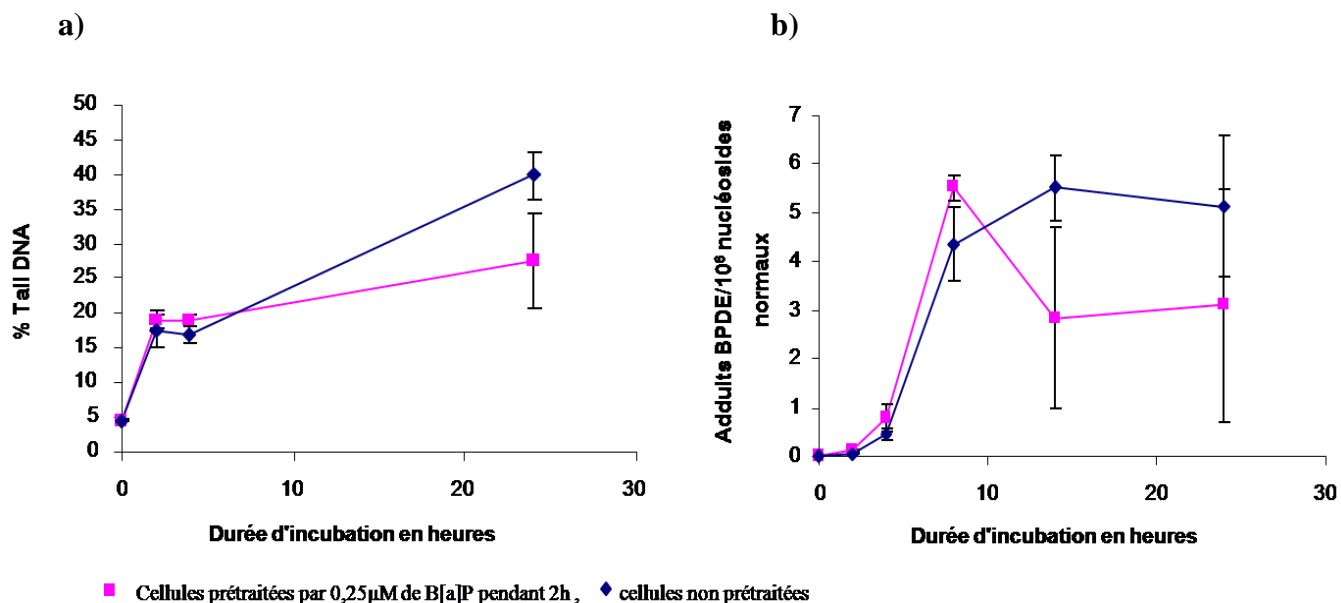 a)
50
45
40
35
30
25
20
15
10
5
0
% Tail DNA
0 10 20 30
Durée d'incubation en heures
b)
7
6
5
4
3
2
1
0
Adduits BPDE/10⁶ nucléosides
normaux
0 10 20 30
Durée d'incubation en heures
Cellules prétraitées par 0,25µM de B[a]P pendant 2h , cellules non prétraitées